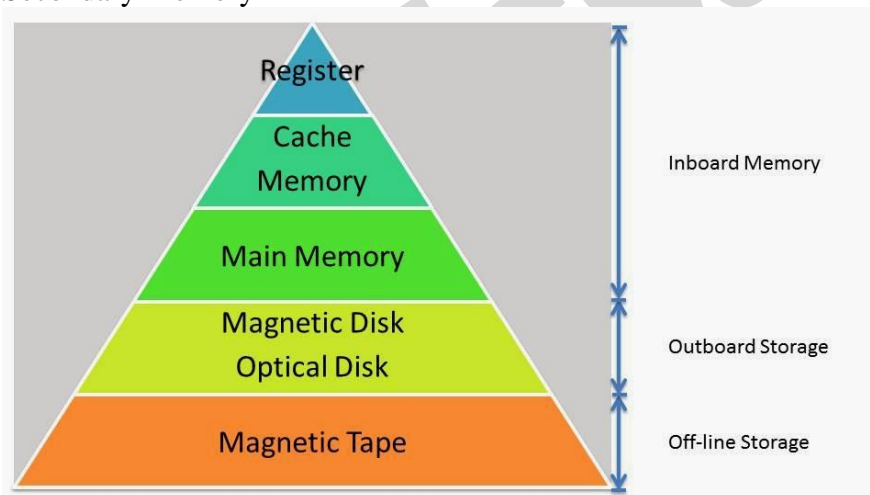 Register
Cache
Memory
Main Memory
Magnetic Disk
Optical Disk
Magnetic Tape
Inboard Memory
Outboard Storage
Off-line Storage